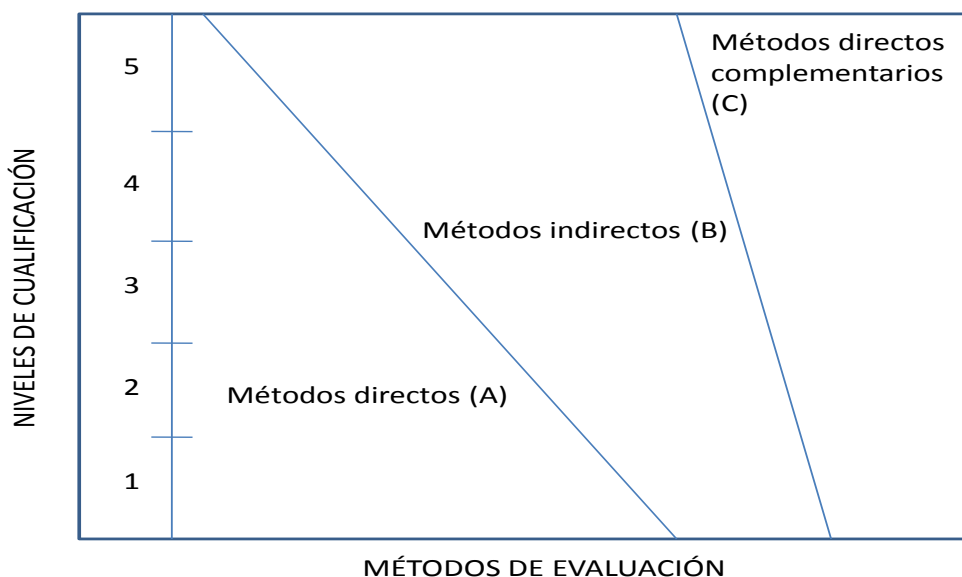 NIVELES DE CUALIFICACIÓN
5
4
3
2
1
Métodos directos
complementarios
(C)
Métodos indirectos (B)
Métodos directos (A)
MÉTODOS DE EVALUACIÓN